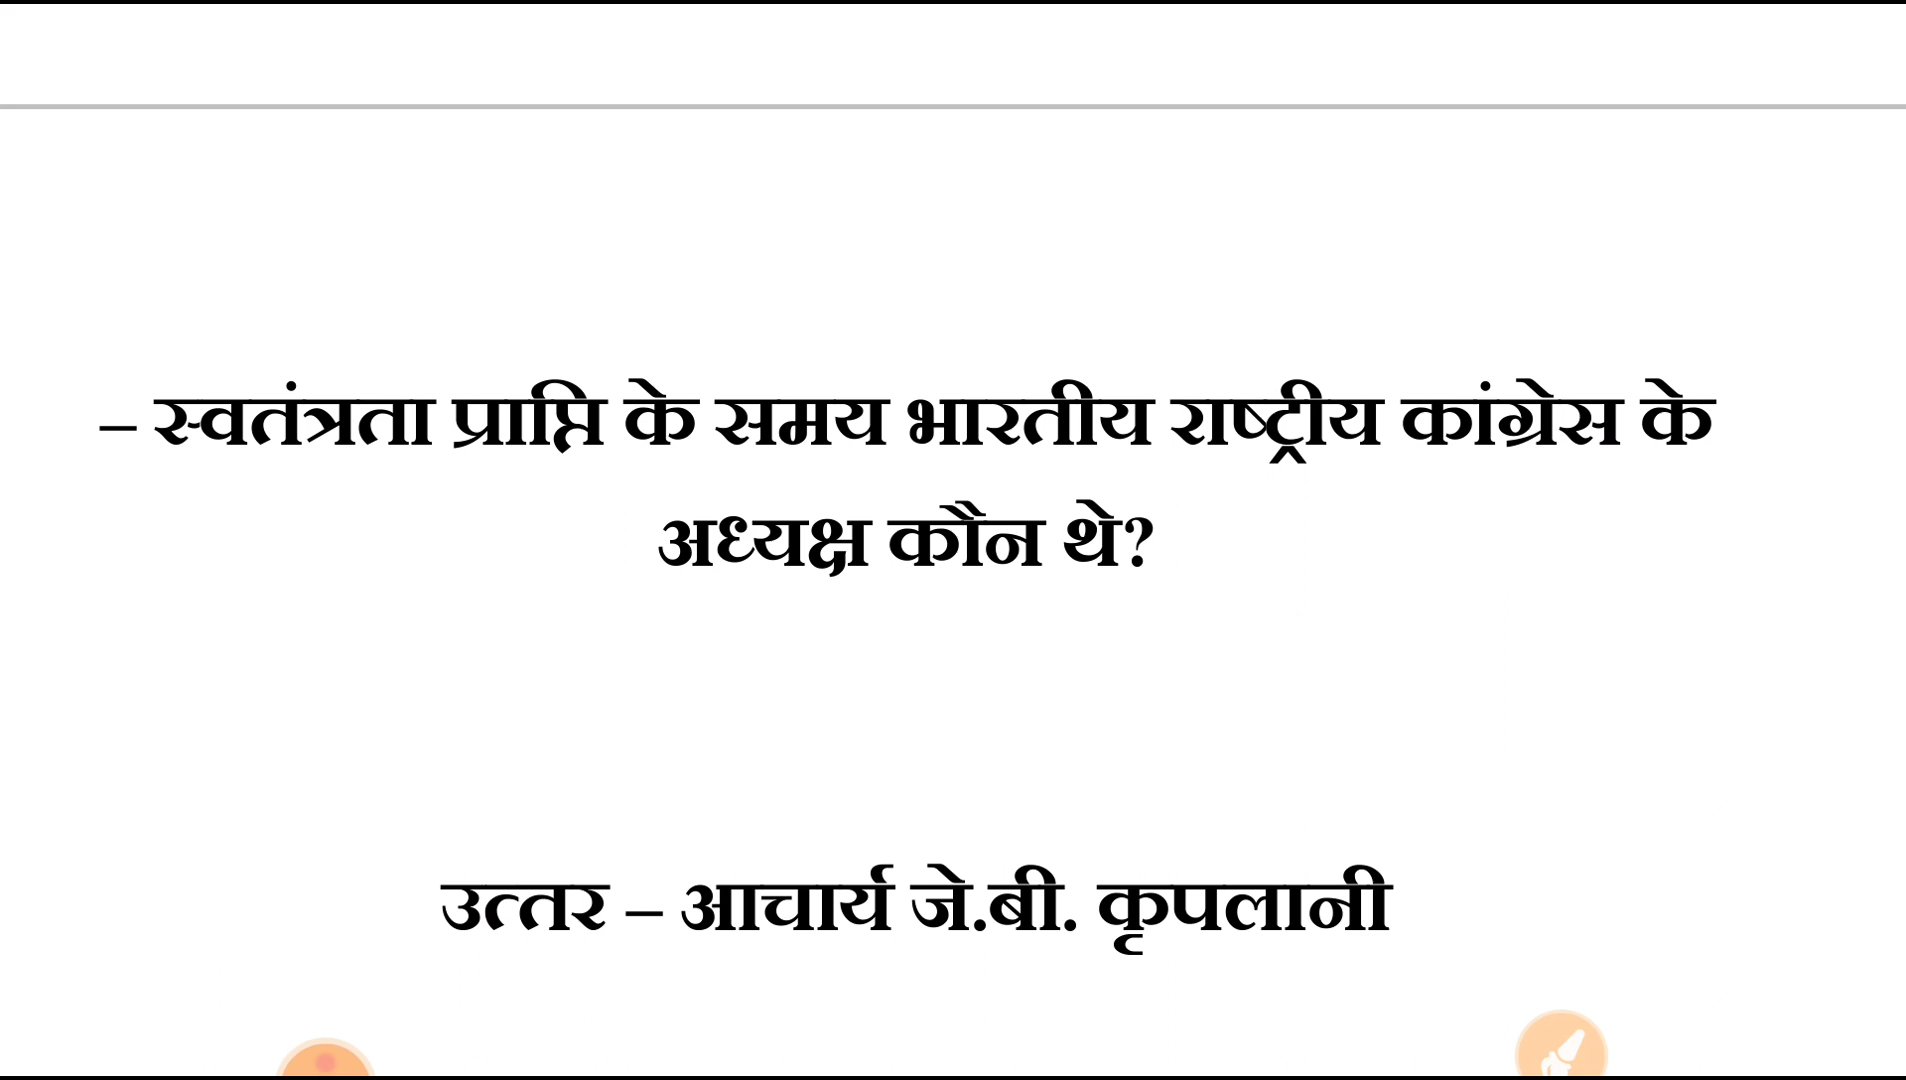 – स्वतंत्रता प्राप्ति के समय भारतीय राष्ट्रीय कांग्रेस के
अध्यक्ष कौन थे?
उत्तर – आचार्य जे.बी. कृपलानी